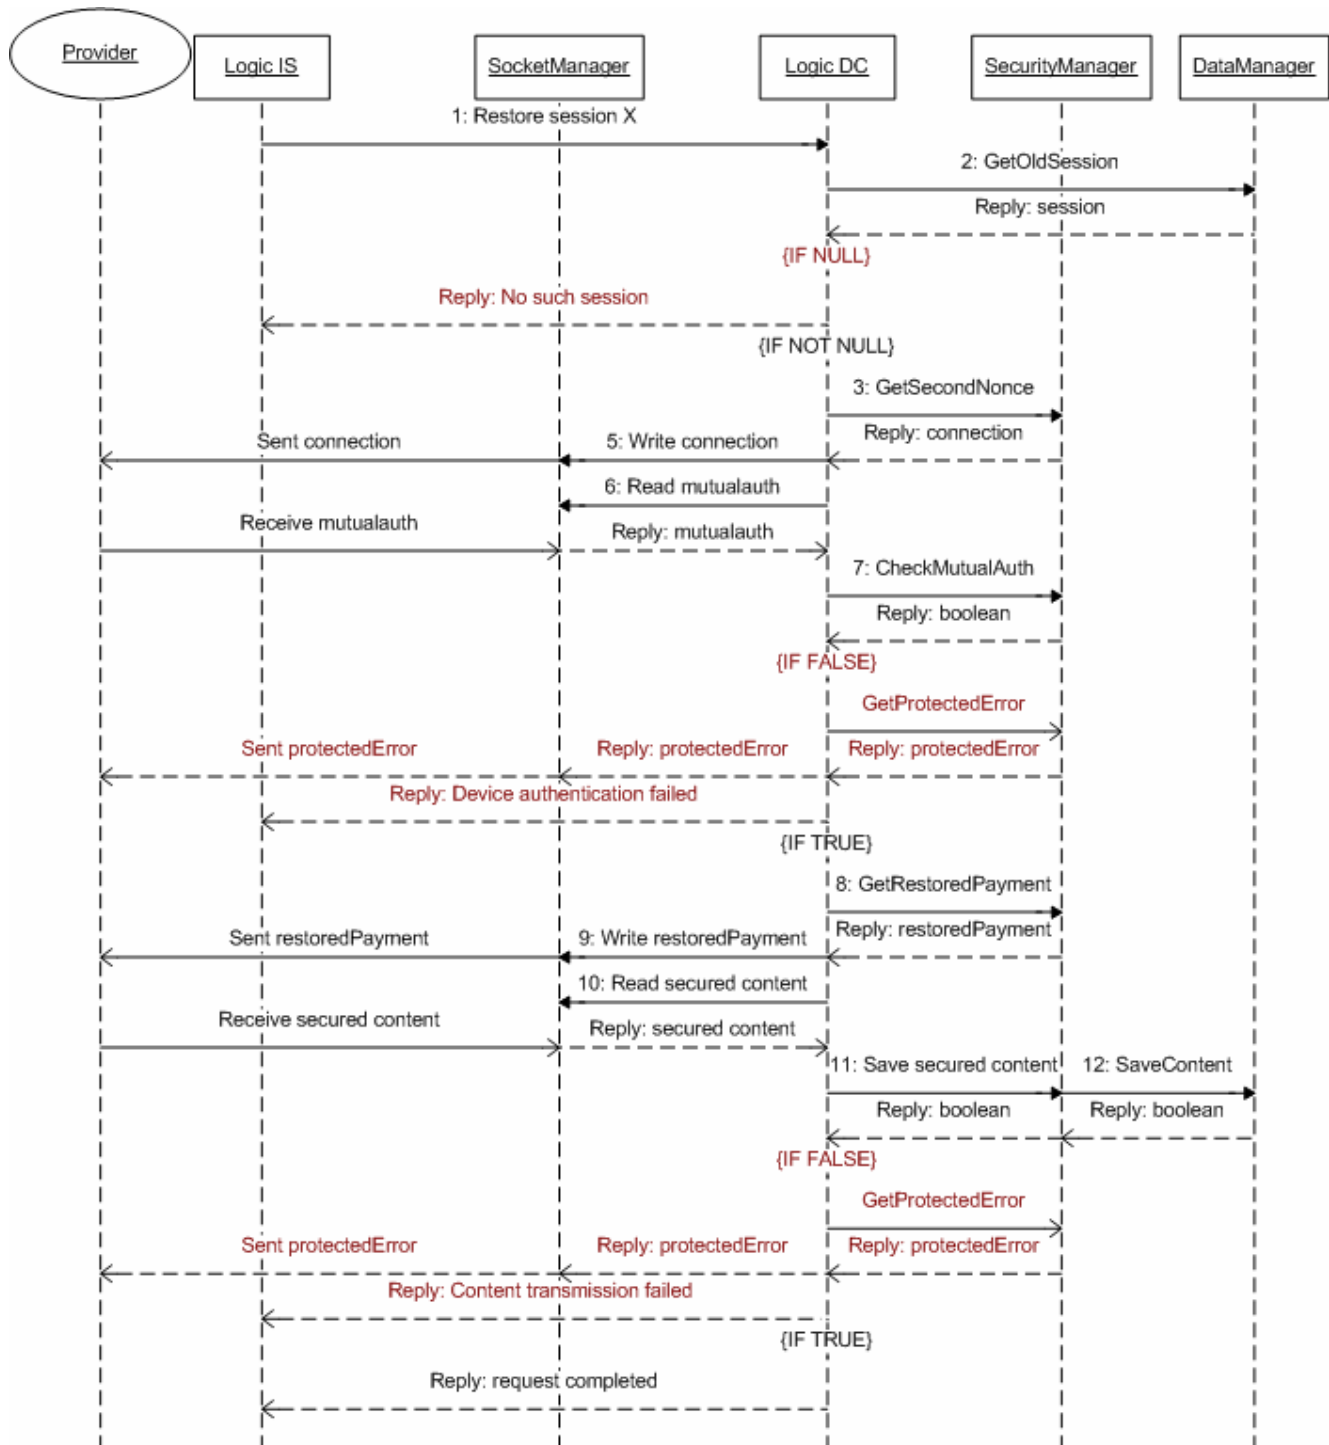 Provider
Logic IS
SocketManager
Logic DC
SecurityManager
DataManager
1: Restore session X
2: GetOldSession
Reply: session
{IF NULL}
Reply: No such session
{IF NOT NULL}
3: GetSecondNonce
Reply: connection
Sent connection
5: Write connection
6: Read mutualauth
Receive mutualauth
Reply: mutualauth
7: CheckMutualAuth
Reply: boolean
{IF FALSE}
GetProtectedError
Sent protectedError
Reply: protectedError
Reply: protectedError
Reply: Device authentication failed
{IF TRUE}
8: GetRestoredPayment
Reply: restoredPayment
Sent restoredPayment
9: Write restoredPayment
10: Read secured content
Receive secured content
Reply: secured content
11: Save secured content
12: SaveContent
Reply: boolean
Reply: boolean
{IF FALSE}
GetProtectedError
Sent protectedError
Reply: protectedError
Reply: protectedError
Reply: Content transmission failed
{IF TRUE}
Reply: request completed